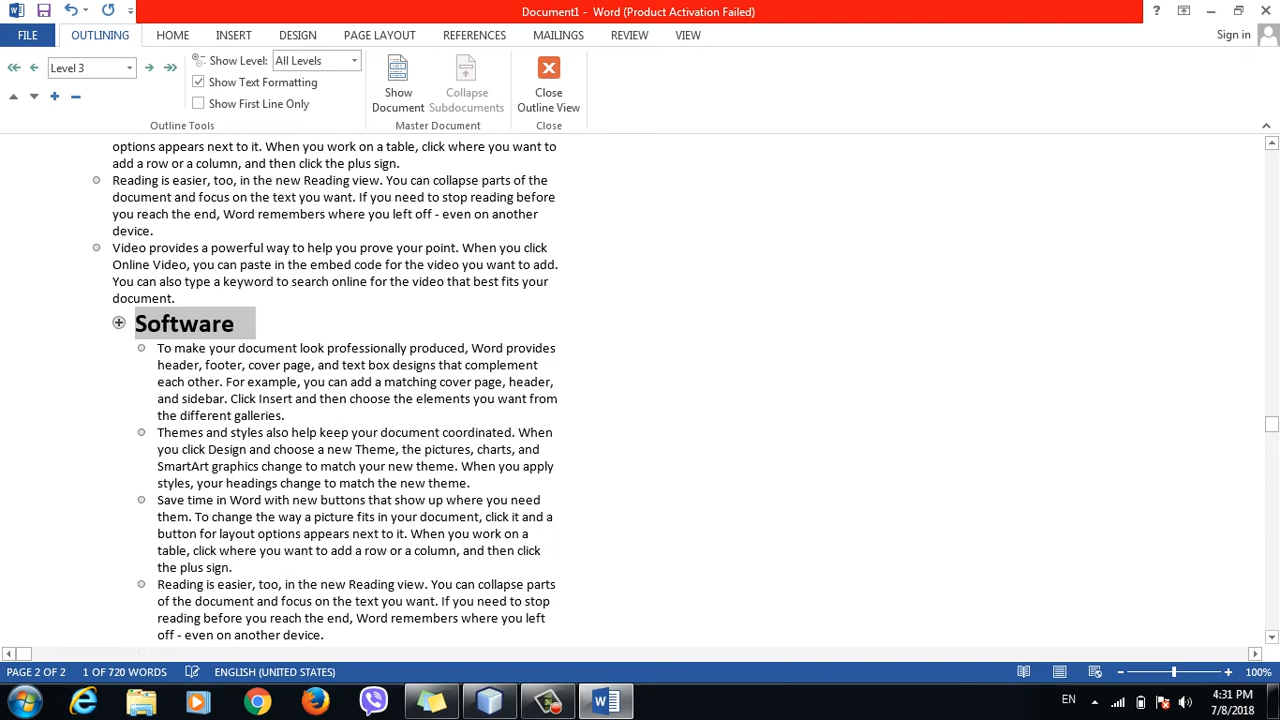 Document1 - Word (Product Activation Failed)
?
FILE OUTLINING HOME INSERT DESIGN PAGE LAYOUT REFERENCES MAILINGS REVIEW VIEW Sign in
Level 3
Show Level: All Levels
Show Text Formatting
Show First Line Only
Show Document
Collapse Subdocuments
Close Outline View
Outline Tools Master Document Close
options appears next to it. When you work on a table, click where you want to
add a row or a column, and then click the plus sign.
Reading is easier, too, in the new Reading view. You can collapse parts of the
document and focus on the text you want. If you need to stop reading before
you reach the end, Word remembers where you left off - even on another
device.
Video provides a powerful way to help you prove your point. When you click
Online Video, you can paste in the embed code for the video you want to add.
You can also type a keyword to search online for the video that best fits your
document.
Software
To make your document look professionally produced, Word provides
header, footer, cover page, and text box designs that complement
each other. For example, you can add a matching cover page, header,
and sidebar. Click Insert and then choose the elements you want from
the different galleries.
Themes and styles also help keep your document coordinated. When
you click Design and choose a new Theme, the pictures, charts, and
SmartArt graphics change to match your new theme. When you apply
styles, your headings change to match the new theme.
Save time in Word with new buttons that show up where you need
them. To change the way a picture fits in your document, click it and a
button for layout options appears next to it. When you work on a
table, click where you want to add a row or a column, and then click
the plus sign.
Reading is easier, too, in the new Reading view. You can collapse parts
of the document and focus on the text you want. If you need to stop
reading before you reach the end, Word remembers where you left
off - even on another device.
PAGE 2 OF 2 1 OF 720 WORDS ENGLISH (UNITED STATES) 100%
EN 4:31 PM
7/8/2018